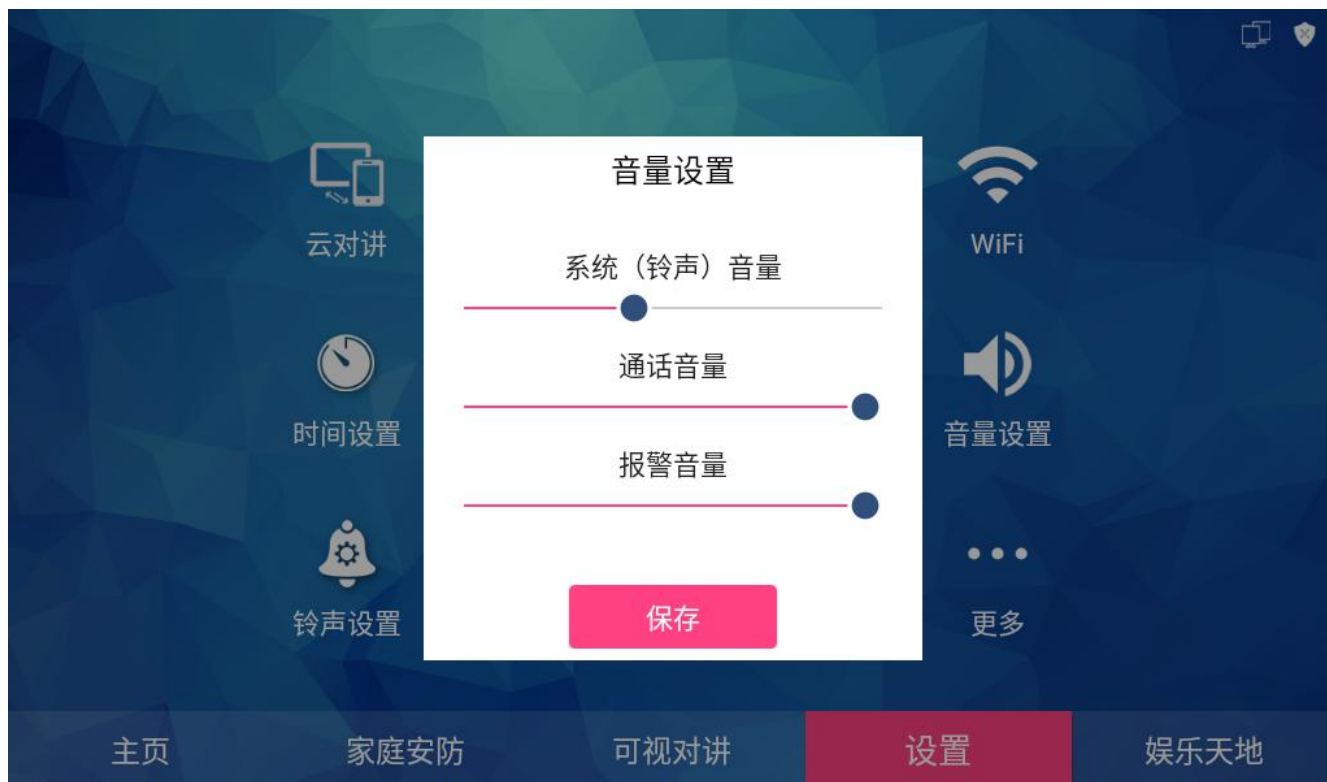 音量设置
云对讲
WiFi
系统（铃声）音量
通话音量
时间设置
音量设置
报警音量
铃声设置
保存
更多
主页
家庭安防
可视对讲
设置
娱乐天地